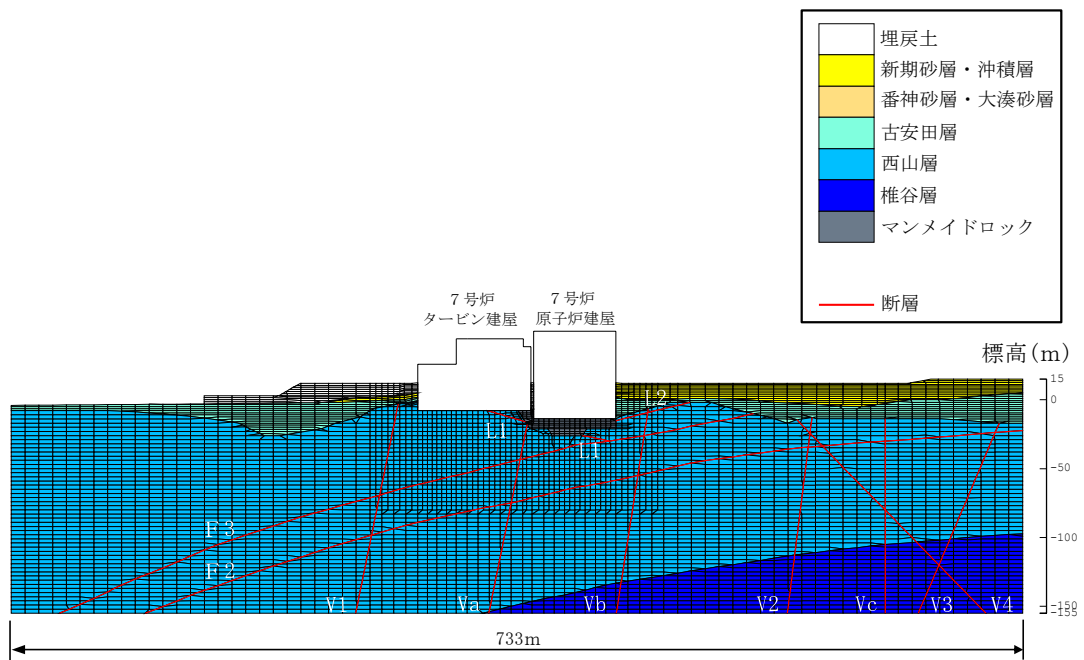 埋戻土
新期砂層・沖積層
番神砂層・大湊砂層
古安田層
西山層
椎谷層
マンメイドロック
断層
7号炉
タービン建屋
7号炉
原子炉建屋
標高(m)
15
0
-50
-100
-150
-155
L2
L1
L1
F3
F2
V1
Va
Vb
V2
Vc
V3
V4
733m